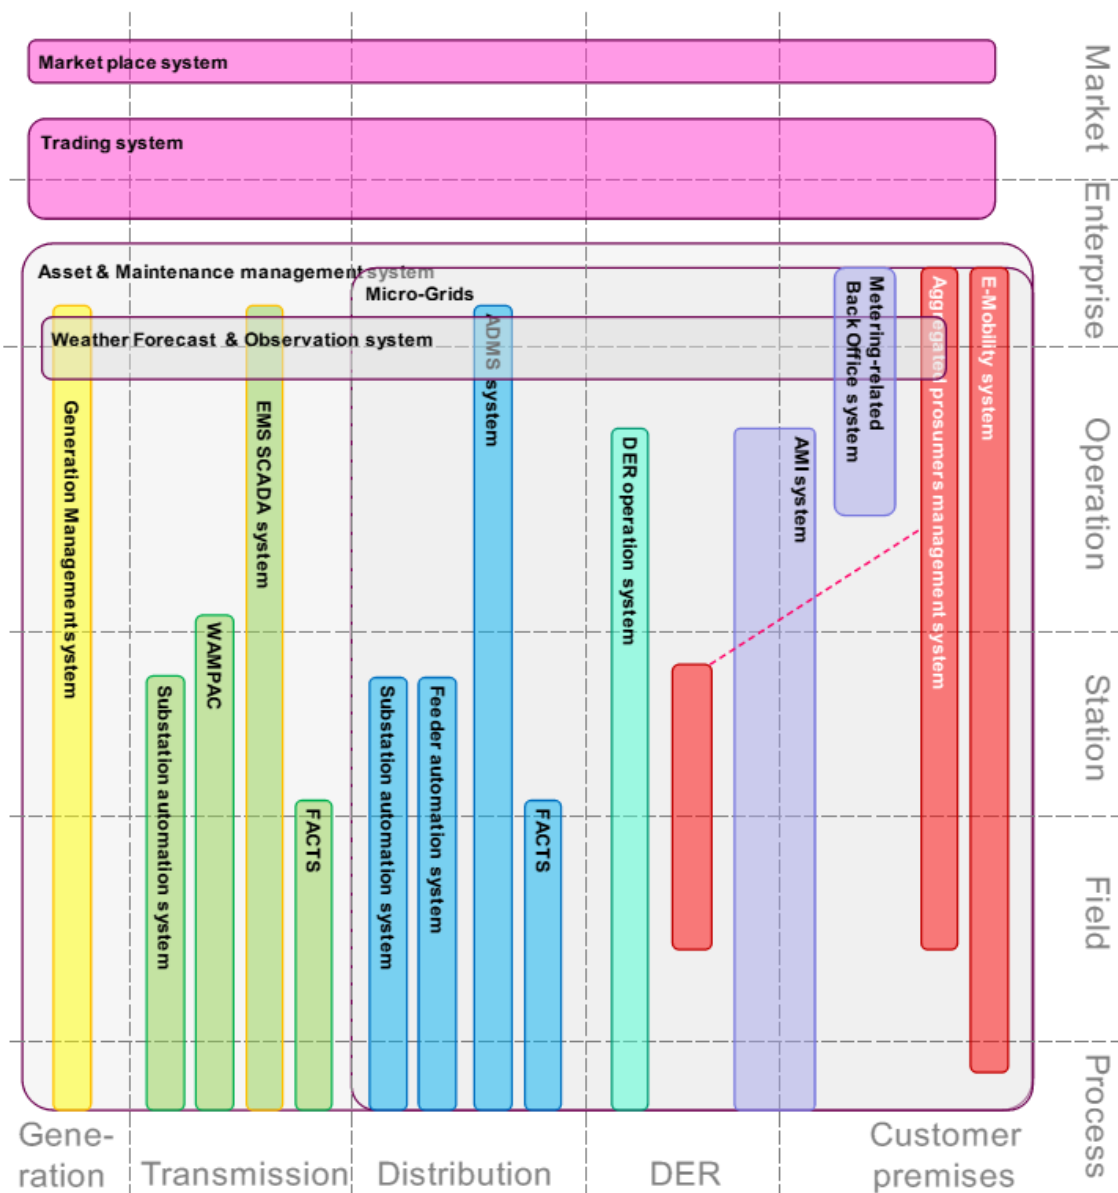 Market place system
Trading system
Asset & Maintenance management system
Micro-Grids
Weather Forecast & Observation system
Generation Management system
Substation automation system
WAMPAC
EMS SCADA system
FACTS
Substation automation system
Feeder automation system
ADMS system
FACTS
DER operation system
AMI system
Metering-related
Back Office system
Aggregated prosumers management system
E-Mobility system
Market
Enterprise
Operation
Station
Field
Process
Gene-
ration
Transmission
Distribution
DER
Customer
premises